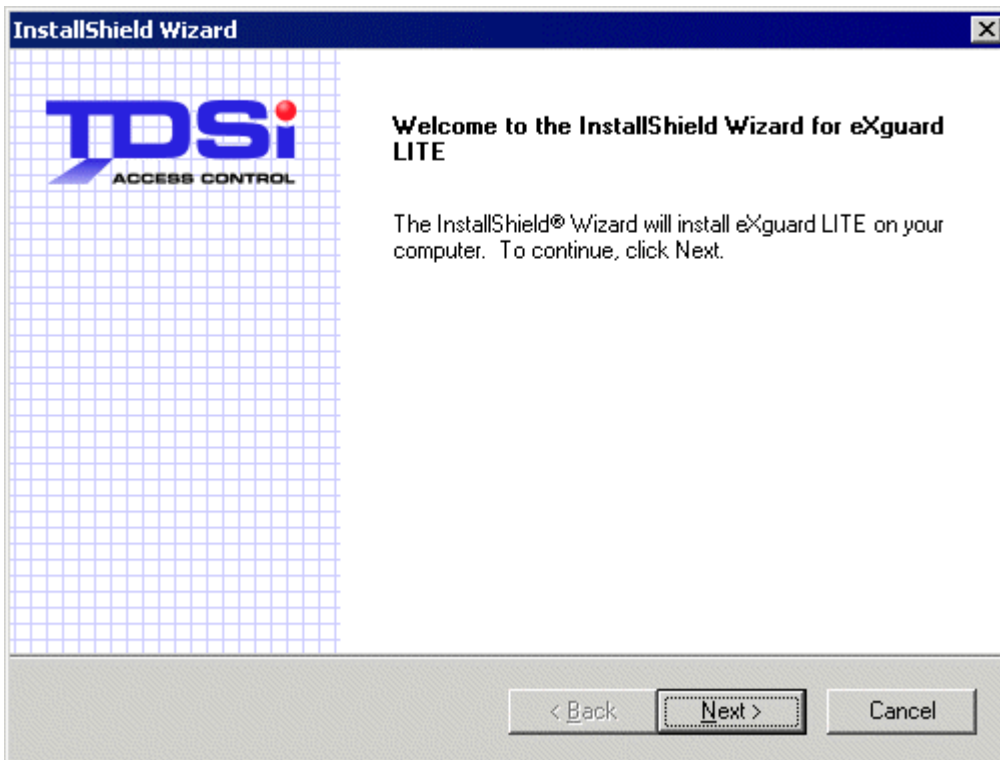 InstallShield Wizard
TDSi
ACCESS CONTROL
Welcome to the InstallShield Wizard for eXguard
LITE
The InstallShield® Wizard will install eXguard LITE on your
computer.  To continue, click Next.
< Back
Next >
Cancel